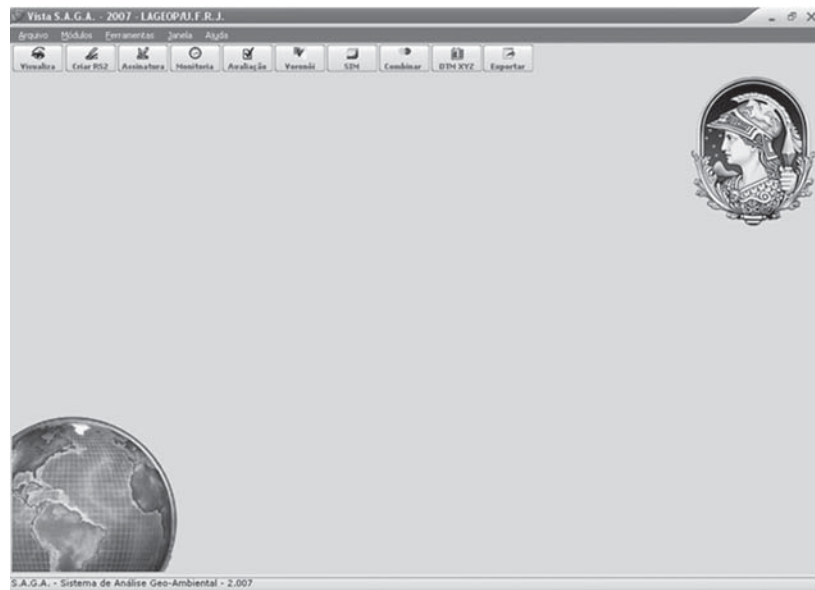 Vista S.A.G.A. - 2007 - LAGEOP/U.F.R.J.
Arquivo Módulos Ferramentas Janela Ajuda
Visualiza Criar RS2 Assinatura Monitoria Avaliação Voronói SIM Combinar DTM XYZ Exportar
S.A.G.A. - Sistema de Análise Geo-Ambiental - 2.007